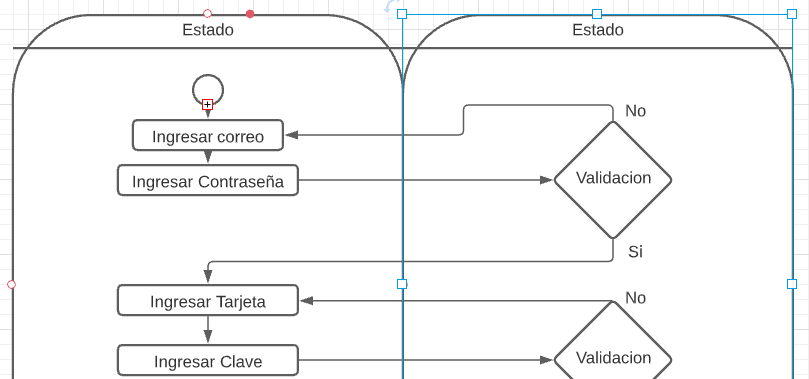 Estado
Estado
No
Ingresar correo
Ingresar Contraseña
Validacion
Si
Ingresar Tarjeta
No
Ingresar Clave
Validacion